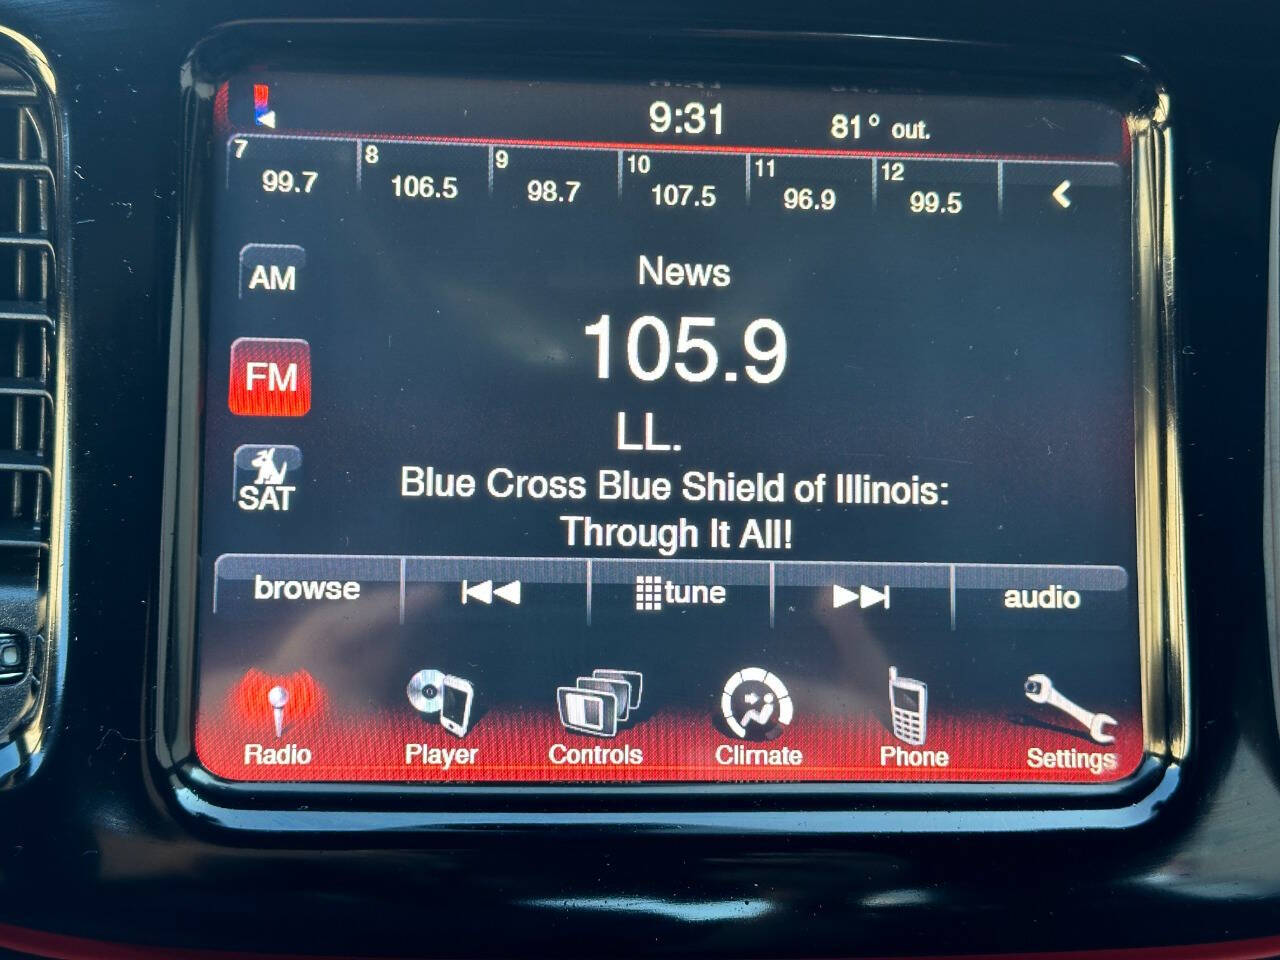 9:31 81° out.
7 8 9 10 11 12
99.7 106.5 98.7 107.5 96.9 99.5
AM
News
105.9
FM
LL.
SAT
Blue Cross Blue Shield of Illinois:
Through It All!
browse tune audio
Radio Player Controls Climate Phone Settings